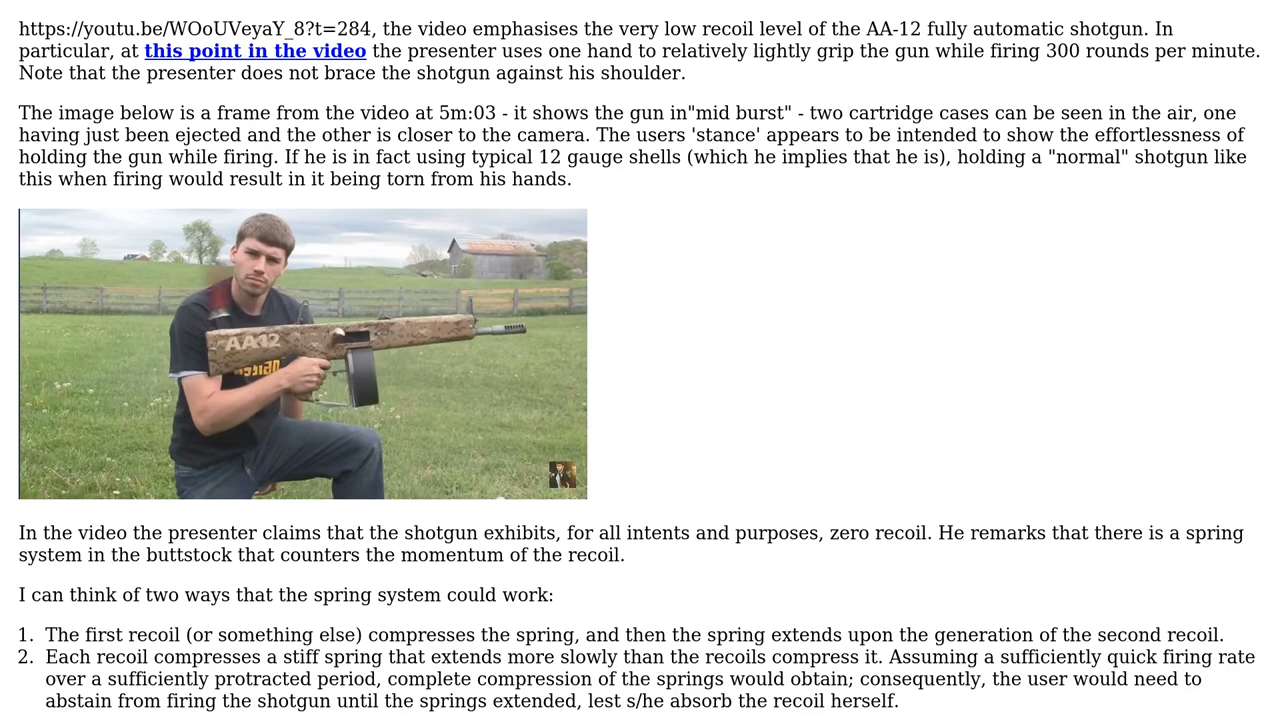 https://youtu.be/WOoUVeyaY_8?t=284, the video emphasises the very low recoil level of the AA-12 fully automatic shotgun. In
particular, at this point in the video the presenter uses one hand to relatively lightly grip the gun while firing 300 rounds per minute.
Note that the presenter does not brace the shotgun against his shoulder.
The image below is a frame from the video at 5m:03 - it shows the gun in"mid burst" - two cartridge cases can be seen in the air, one
having just been ejected and the other is closer to the camera. The users 'stance' appears to be intended to show the effortlessness of
holding the gun while firing. If he is in fact using typical 12 gauge shells (which he implies that he is), holding a "normal" shotgun like
this when firing would result in it being torn from his hands.
AA12
In the video the presenter claims that the shotgun exhibits, for all intents and purposes, zero recoil. He remarks that there is a spring
system in the buttstock that counters the momentum of the recoil.
I can think of two ways that the spring system could work:
1. The first recoil (or something else) compresses the spring, and then the spring extends upon the generation of the second recoil.
2. Each recoil compresses a stiff spring that extends more slowly than the recoils compress it. Assuming a sufficiently quick firing rate
over a sufficiently protracted period, complete compression of the springs would obtain; consequently, the user would need to
abstain from firing the shotgun until the springs extended, lest s/he absorb the recoil herself.